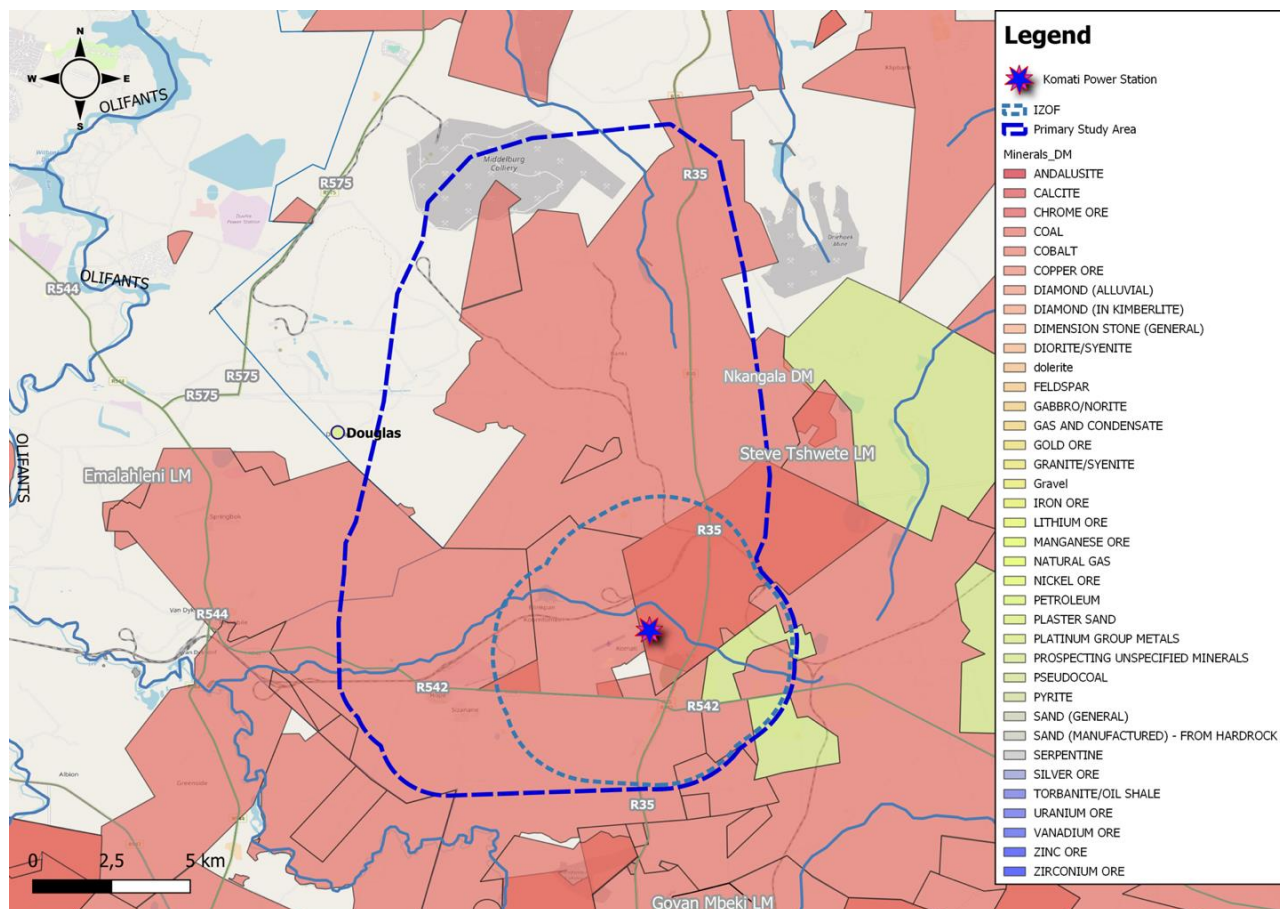 N
W
E
S
OLIFANTS
R575
Middelburg
Colliery
R35
OLIFANTS
R544
R575
R575
Nkangala DM
Douglas
Steve Tshwete LM
OLIFANTS
Emalahleni LM
R35
R544
R542
R542
R35
0
2,5
5 km
Govan Mbeki LM
Legend
Komati Power Station
IZOF
Primary Study Area
Minerals_DM
ANDALUSITE
CALCITE
CHROME ORE
COAL
COBALT
COPPER ORE
DIAMOND (ALLUVIAL)
DIAMOND (IN KIMBERLITE)
DIMENSION STONE (GENERAL)
DIORITE/SYENITE
dolerite
FELDSPAR
GABBRO/NORITE
GAS AND CONDENSATE
GOLD ORE
GRANITE/SYENITE
Gravel
IRON ORE
LITHIUM ORE
MANGANESE ORE
NATURAL GAS
NICKEL ORE
PETROLEUM
PLASTER SAND
PLATINUM GROUP METALS
PROSPECTING UNSPECIFIED MINERALS
PSEUDOCOAL
PYRITE
SAND (GENERAL)
SAND (MANUFACTURED) - FROM HARDROCK
SERPENTINE
SILVER ORE
TORBANITE/OIL SHALE
URANIUM ORE
VANADIUM ORE
ZINC ORE
ZIRCONIUM ORE